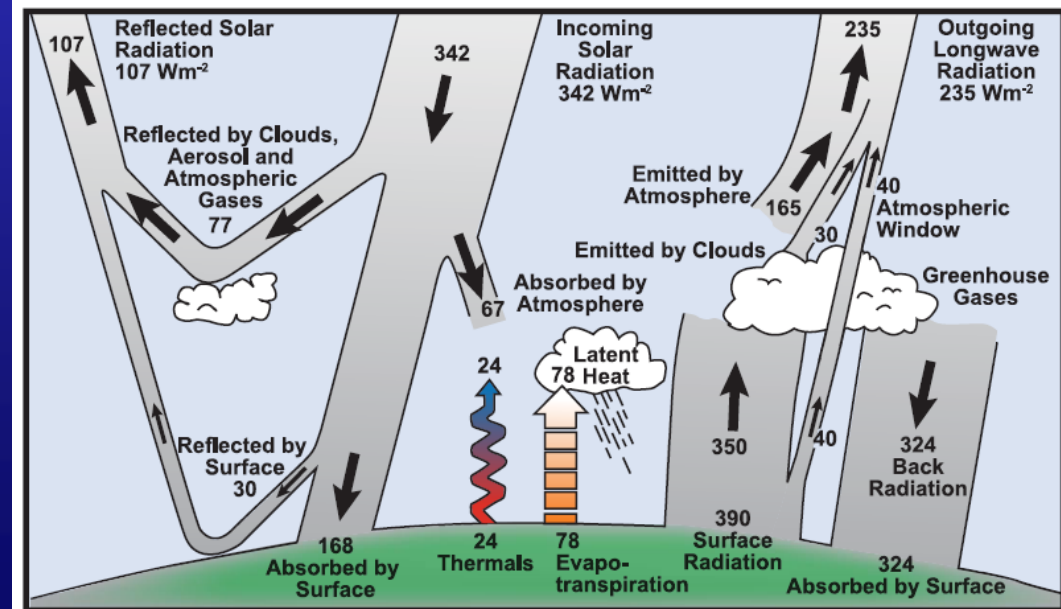 107
Reflected Solar
Radiation
107 Wm⁻²
342
Incoming
Solar
Radiation
342 Wm⁻²
235
Outgoing
Longwave
Radiation
235 Wm⁻²
Reflected by Clouds,
Aerosol and
Atmospheric
Gases
77
Emitted by
Atmosphere
165
40
Atmospheric
Window
30
Emitted by Clouds
Greenhouse
Gases
Absorbed by
Atmosphere
67
24
Latent
Heat
78
Reflected by
Surface
30
350
40
324
Back
Radiation
168
Absorbed by
Surface
24
Thermals
78
Evapo-
transpiration
390
Surface
Radiation
324
Absorbed by Surface